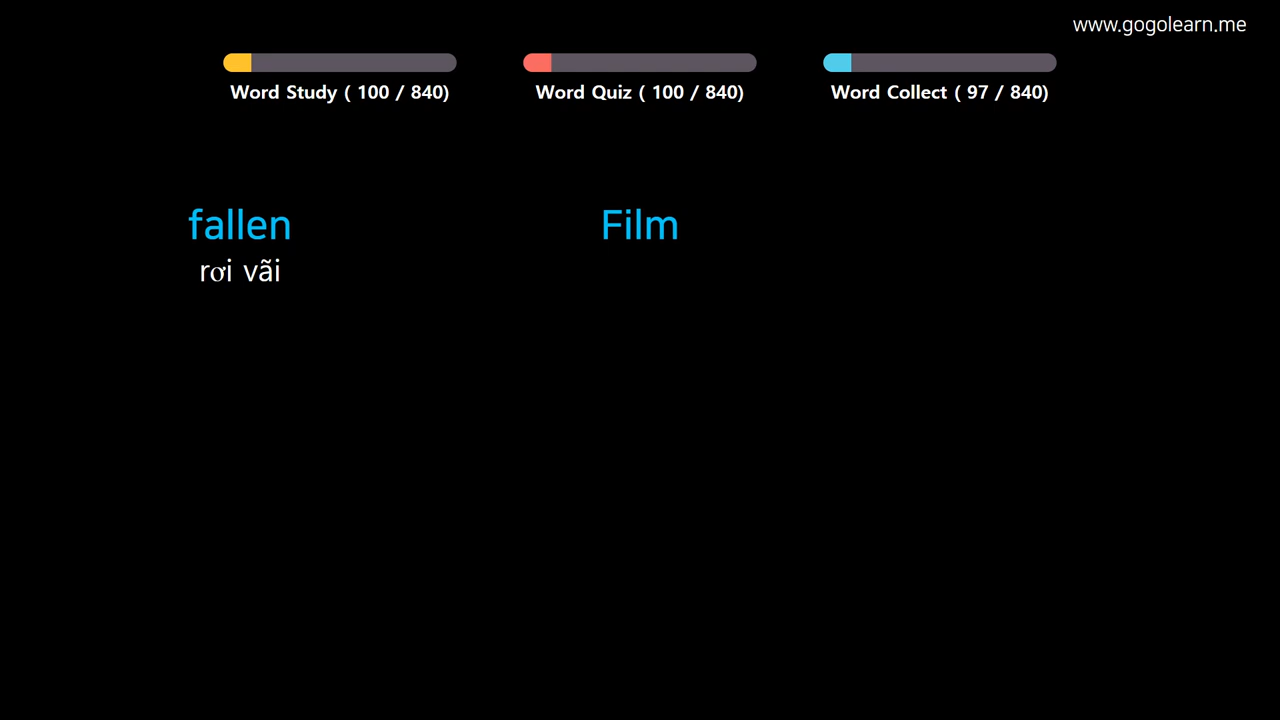 www.gogolearn.me
Word Study ( 100 / 840)
Word Quiz ( 100 / 840)
Word Collect ( 97 / 840)
fallen
rơi vãi
Film